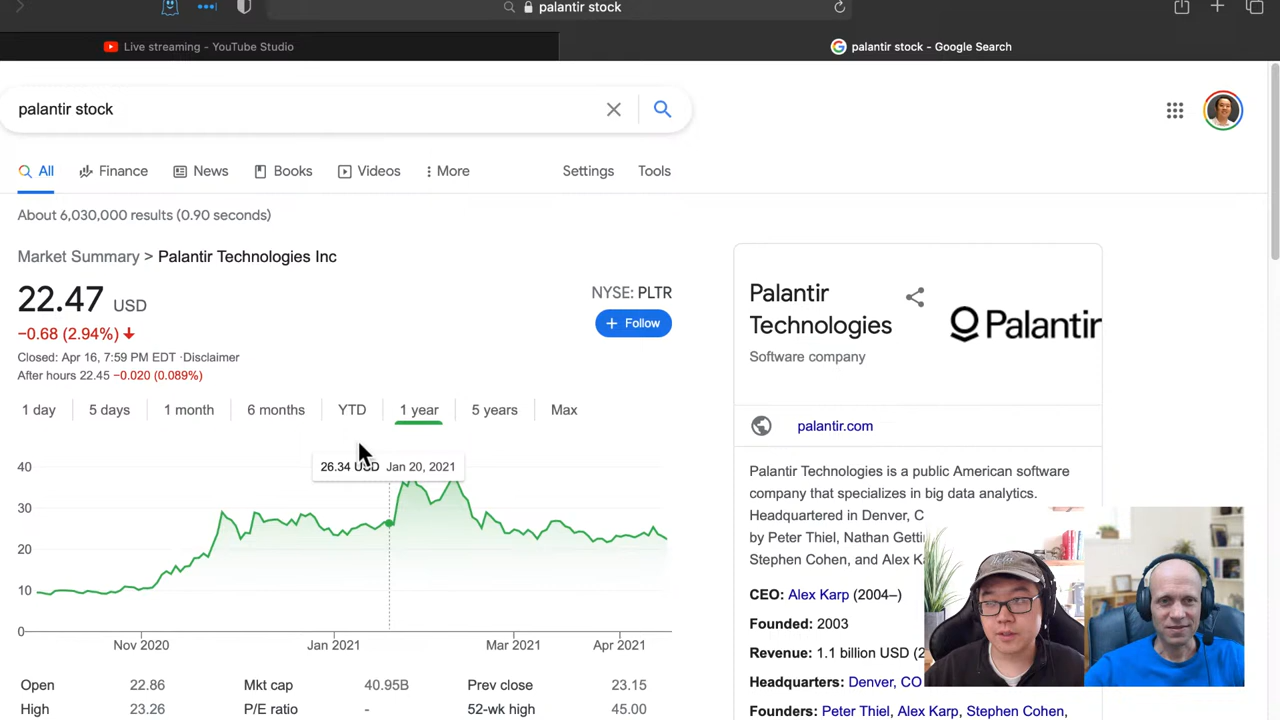 palantir stock
Live streaming - YouTube Studio
palantir stock - Google Search
palantir stock
All
Finance
News
Books
Videos
More
Settings
Tools
About 6,030,000 results (0.90 seconds)
Market Summary > Palantir Technologies Inc
22.47 USD
NYSE: PLTR
−0.68 (2.94%)
+ Follow
Closed: Apr 16, 7:59 PM EDT ·Disclaimer
After hours 22.45 −0.020 (0.089%)
1 day
5 days
1 month
6 months
YTD
1 year
5 years
Max
26.34 USD Jan 20, 2021
40
30
20
10
0
Nov 2020
Jan 2021
Mar 2021
Apr 2021
Open 22.86
Mkt cap 40.95B
Prev close 23.15
High 23.26
P/E ratio -
52-wk high 45.00
Palantir
Technologies
Palantir
Software company
palantir.com
Palantir Technologies is a public American software
company that specializes in big data analytics.
Headquartered in Denver,
by Peter Thiel, Nathan
Stephen Cohen, and Alex
CEO: Alex Karp (2004–)
Founded: 2003
Revenue: 1.1 billion USD
Headquarters: Denver, CO
Founders: Peter Thiel, Alex Karp, Stephen Cohen,